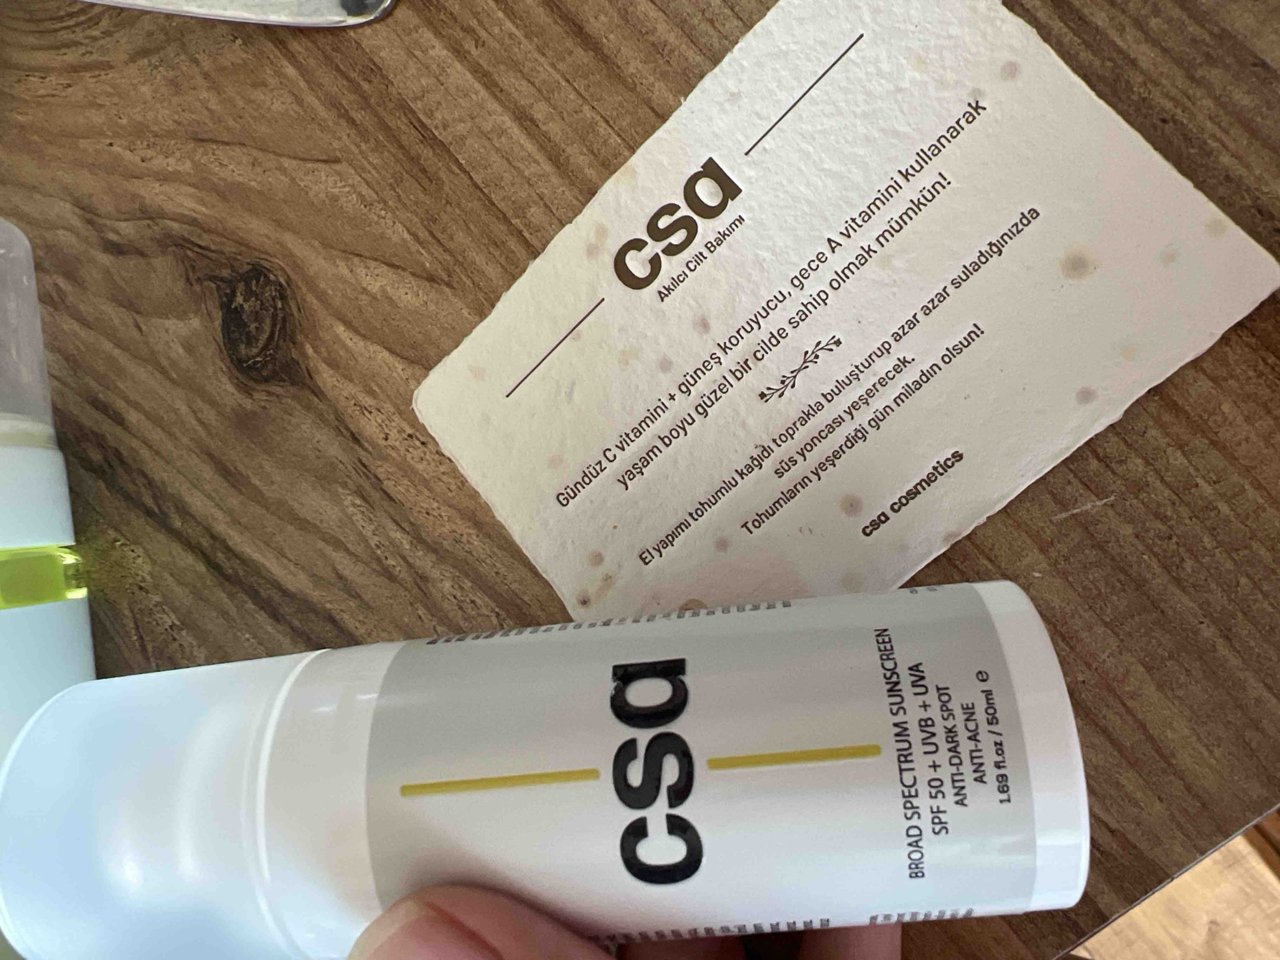 csa
Akılcı Cilt Bakımı
Gündüz C vitamini + güneş koruyucu, gece A vitamini kullanarak
yaşam boyu güzel bir cilde sahip olmak mümkün!
El yapımı tohumlu kağıdı toprakla buluşturup azar azar suladığınızda
süs yoncası yeşerecek.
Tohumların yeşerdiği gün miladın olsun!
csa cosmetics
csa
BROAD SPECTRUM SUNSCREEN
SPF 50 + UVB + UVA
ANTI-DARK SPOT
ANTI-ACNE
1.69 fl.oz / 50ml e